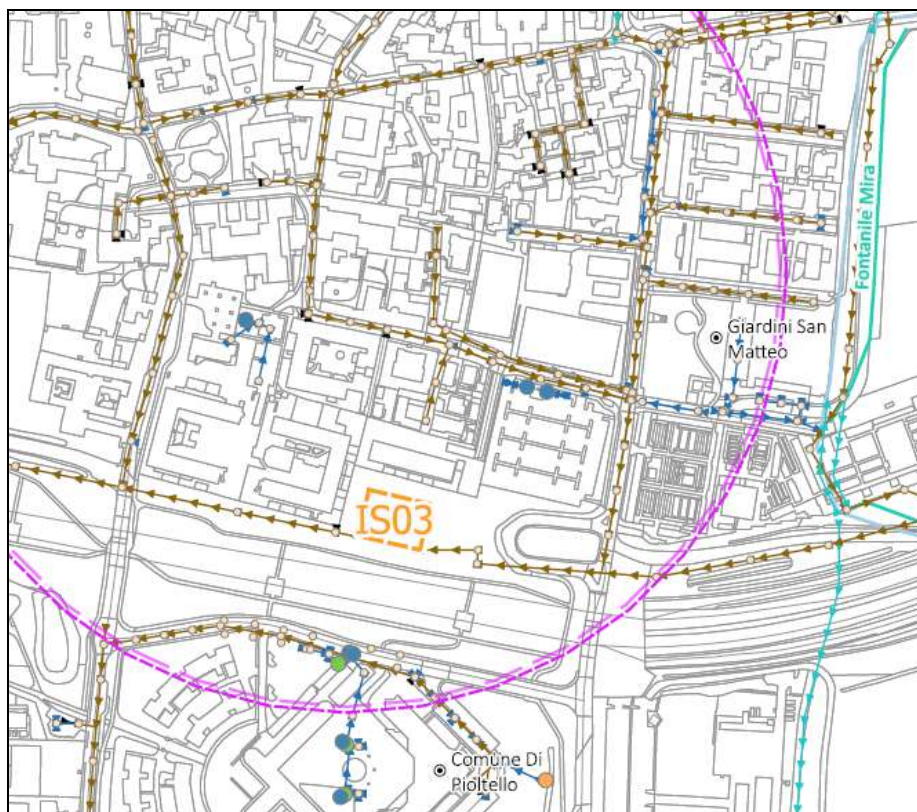 Fontanile Mira
Giardini San
Matteo
IS03
Comune Di
Pioltello